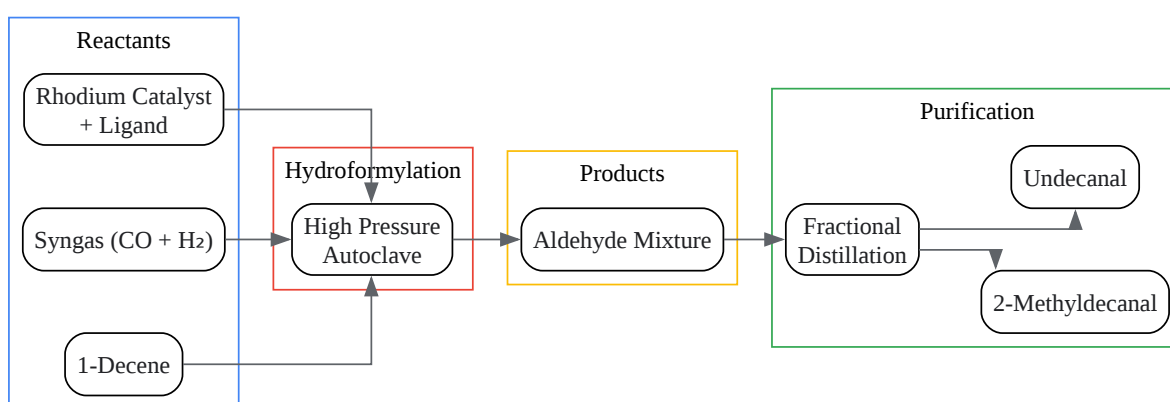 Reactants
Rhodium Catalyst
+ Ligand
Syngas (CO + H₂)
1-Decene
Hydroformylation
High Pressure
Autoclave
Products
Aldehyde Mixture
Purification
Fractional
Distillation
Undecanal
2-Methyldecanal